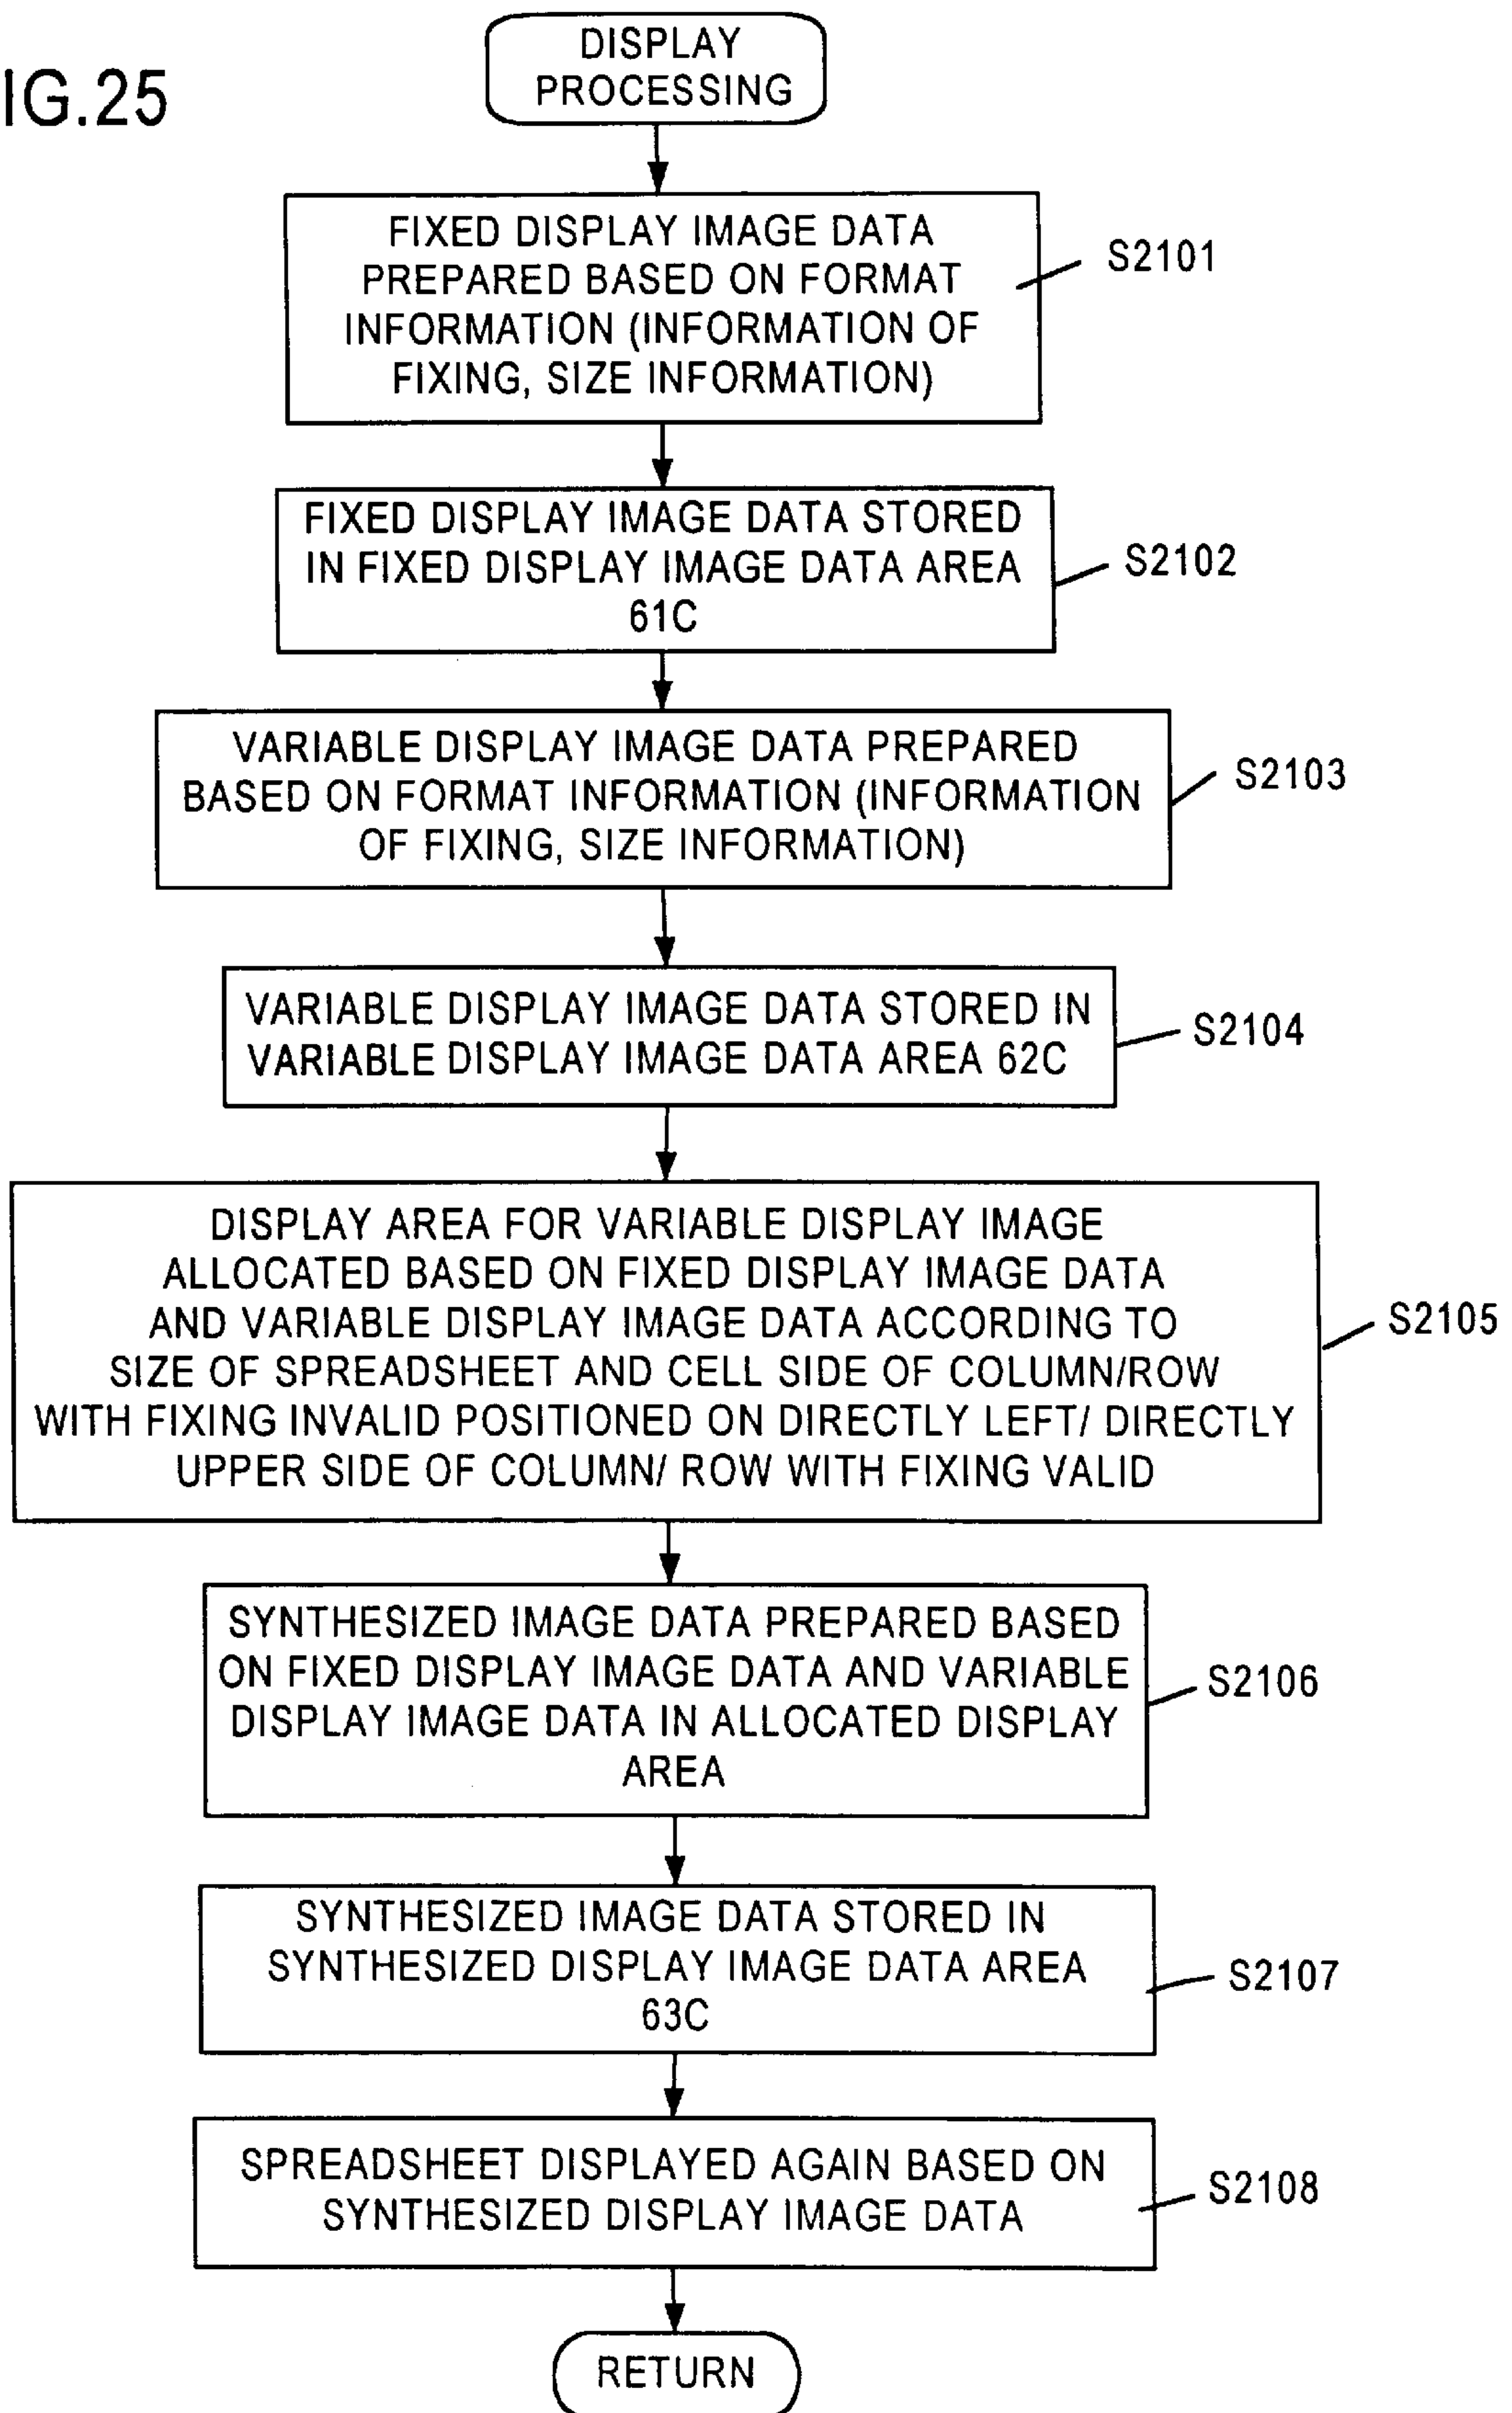 IG.25
DISPLAY
PROCESSING
FIXED DISPLAY IMAGE DATA
PREPARED BASED ON FORMAT
INFORMATION (INFORMATION OF
FIXING, SIZE INFORMATION)
S2101
FIXED DISPLAY IMAGE DATA STORED
IN FIXED DISPLAY IMAGE DATA AREA
61C
S2102
VARIABLE DISPLAY IMAGE DATA PREPARED
BASED ON FORMAT INFORMATION (INFORMATION
OF FIXING, SIZE INFORMATION)
S2103
VARIABLE DISPLAY IMAGE DATA STORED IN
VARIABLE DISPLAY IMAGE DATA AREA 62C
S2104
DISPLAY AREA FOR VARIABLE DISPLAY IMAGE
ALLOCATED BASED ON FIXED DISPLAY IMAGE DATA
AND VARIABLE DISPLAY IMAGE DATA ACCORDING TO
SIZE OF SPREADSHEET AND CELL SIDE OF COLUMN/ROW
WITH FIXING INVALID POSITIONED ON DIRECTLY LEFT/ DIRECTLY
UPPER SIDE OF COLUMN/ ROW WITH FIXING VALID
S2105
SYNTHESIZED IMAGE DATA PREPARED BASED
ON FIXED DISPLAY IMAGE DATA AND VARIABLE
DISPLAY IMAGE DATA IN ALLOCATED DISPLAY
AREA
S2106
SYNTHESIZED IMAGE DATA STORED IN
SYNTHESIZED DISPLAY IMAGE DATA AREA
63C
S2107
SPREADSHEET DISPLAYED AGAIN BASED ON
SYNTHESIZED DISPLAY IMAGE DATA
S2108
RETURN